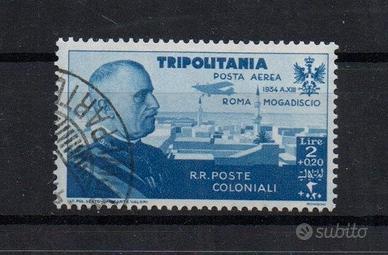 TRIPOLITANIA
POSTA AEREA
1934 A.XIII
ROMA MOGADISCIO
Lire
2
+0.20
R.R. POSTE
COLONIALI
subito